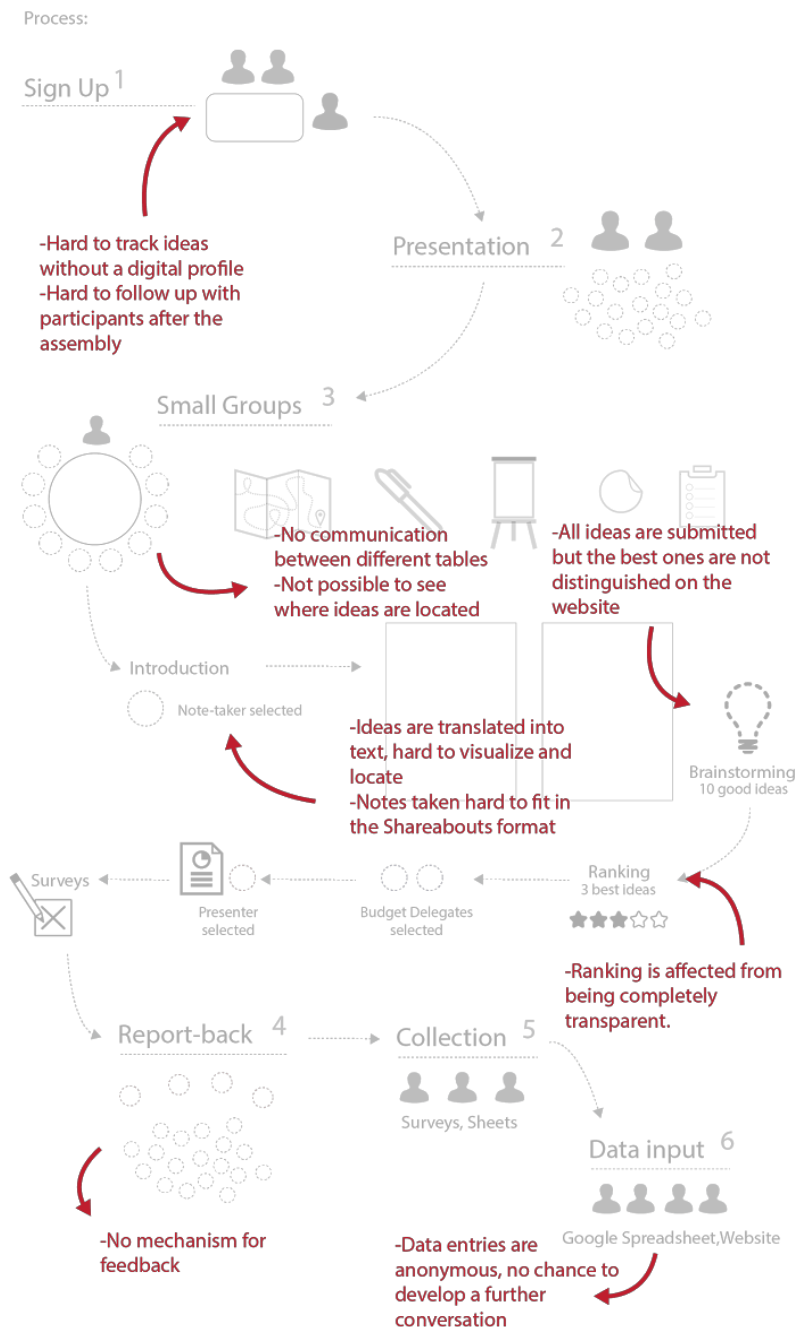 Process:
Sign Up 1
-Hard to track ideas
without a digital profile
-Hard to follow up with
participants after the
assembly
Presentation 2
Small Groups 3
-No communication
between different tables
-Not possible to see
where ideas are located
-All ideas are submitted
but the best ones are not
distinguished on the
website
Introduction
Note-taker selected
-Ideas are translated into
text, hard to visualize and
locate
-Notes taken hard to fit in
the Shareabouts format
Brainstorming
10 good ideas
Ranking
3 best ideas
Budget Delegates
selected
Presenter
selected
Surveys
-Ranking is affected from
being completely
transparent.
Report-back 4
Collection 5
Surveys, Sheets
Data input 6
Google Spreadsheet,Website
-No mechanism for
feedback
-Data entries are
anonymous, no chance to
develop a further
conversation